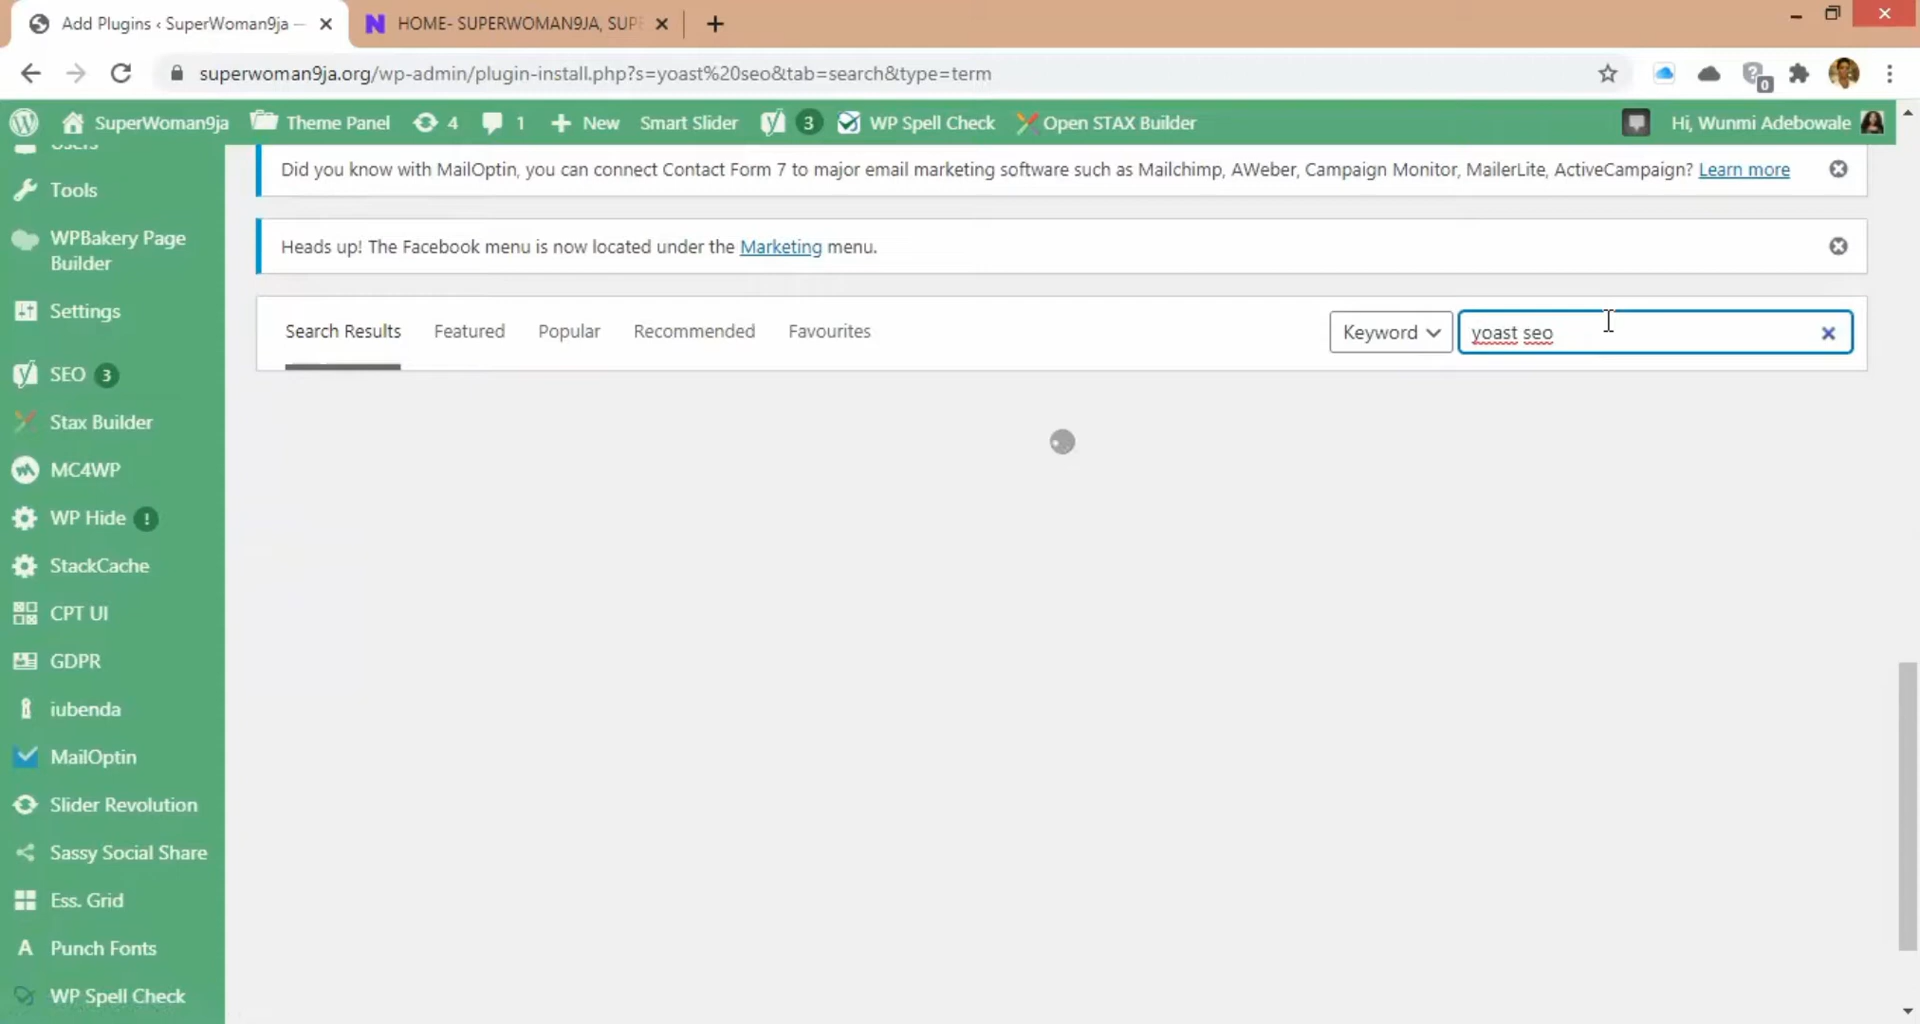 Add Plugins ‹ SuperWoman9ja —
HOME- SUPERWOMAN9JA, SUPE
superwoman9ja.org/wp-admin/plugin-install.php?s=yoast%20seo&tab=search&type=term
0
SuperWoman9ja
Theme Panel
4
1
New
Smart Slider
3
WP Spell Check
Open STAX Builder
Hi, Wunmi Adebowale
Users
Tools
WPBakery Page
Builder
Settings
SEO 3
Stax Builder
MC4WP
WP Hide !
StackCache
CPT UI
GDPR
iubenda
MailOptin
Slider Revolution
Sassy Social Share
Ess. Grid
Punch Fonts
WP Spell Check
Did you know with MailOptin, you can connect Contact Form 7 to major email marketing software such as Mailchimp, AWeber, Campaign Monitor, MailerLite, ActiveCampaign? Learn more
Heads up! The Facebook menu is now located under the Marketing menu.
Search Results
Featured
Popular
Recommended
Favourites
Keyword
yoast seo